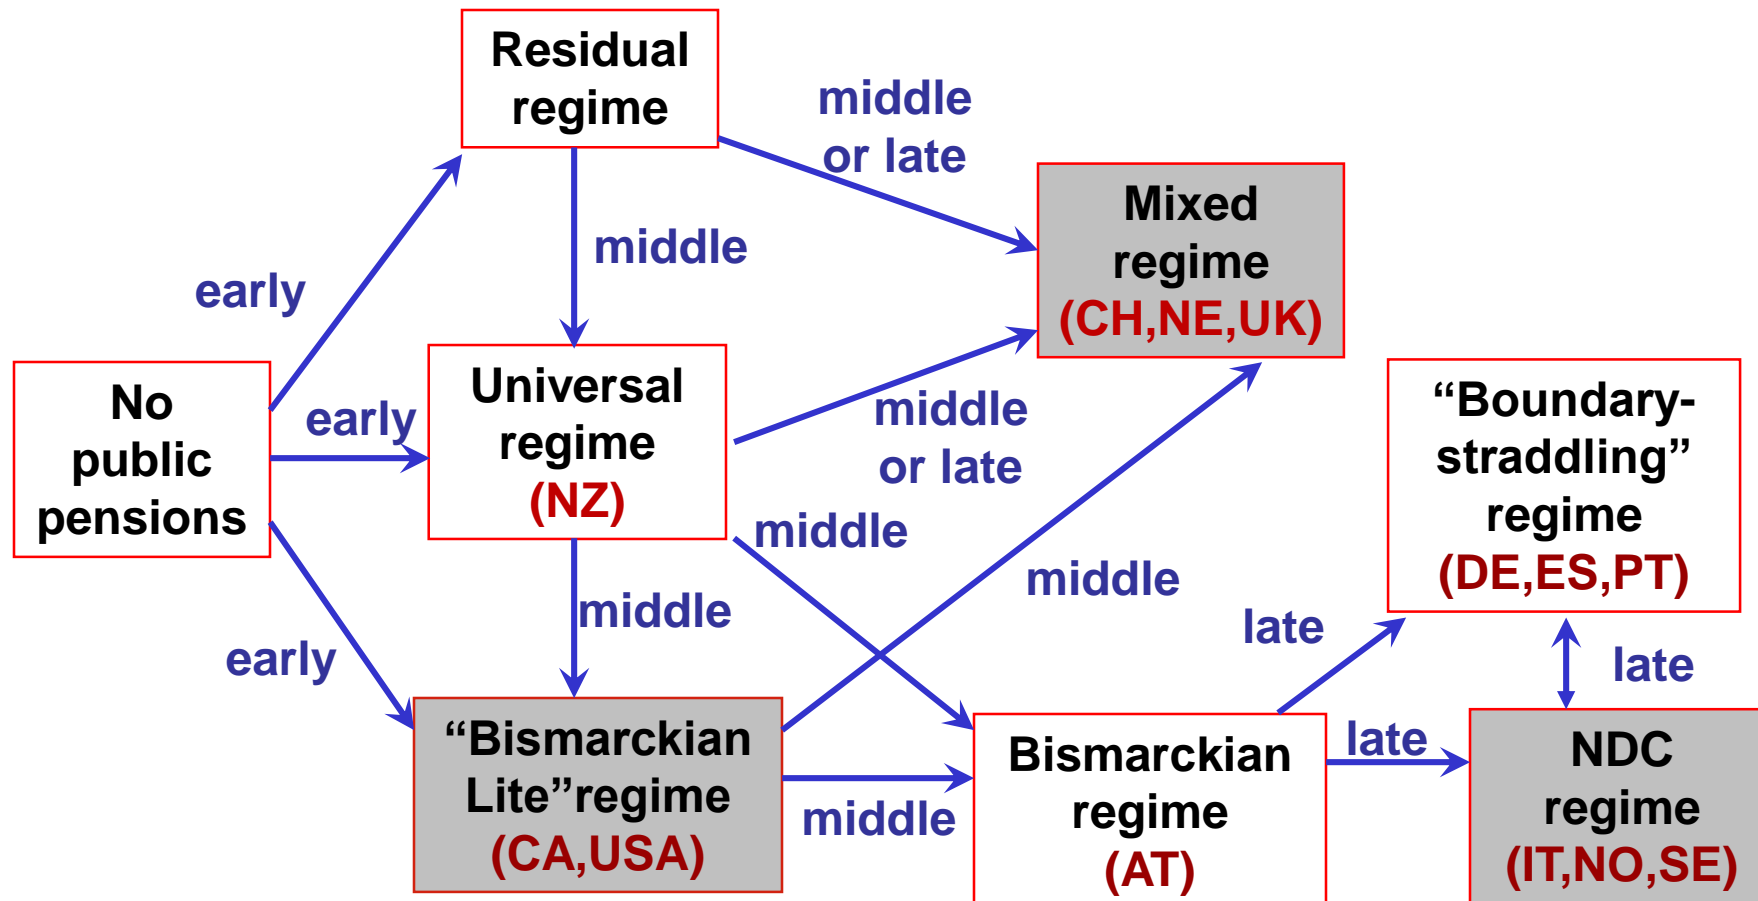 Residual
regime
middle
or late
Mixed
regime
(CH,NE,UK)
middle
early
No
public
pensions
early
Universal
regime
(NZ)
middle
or late
“Boundary-
straddling”
regime
(DE,ES,PT)
middle
middle
middle
early
late
late
“Bismarckian
Lite”regime
(CA,USA)
middle
Bismarckian
regime
(AT)
late
NDC
regime
(IT,NO,SE)